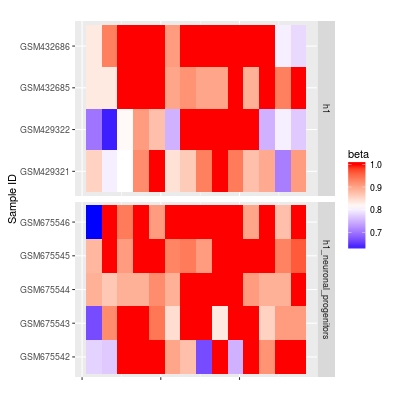 GSM432686
GSM432685
GSM429322
GSM429321
h1
GSM675546
GSM675545
GSM675544
GSM675543
GSM675542
h1_neuronal_progenitors
Sample ID
beta
1.0
0.9
0.8
0.7